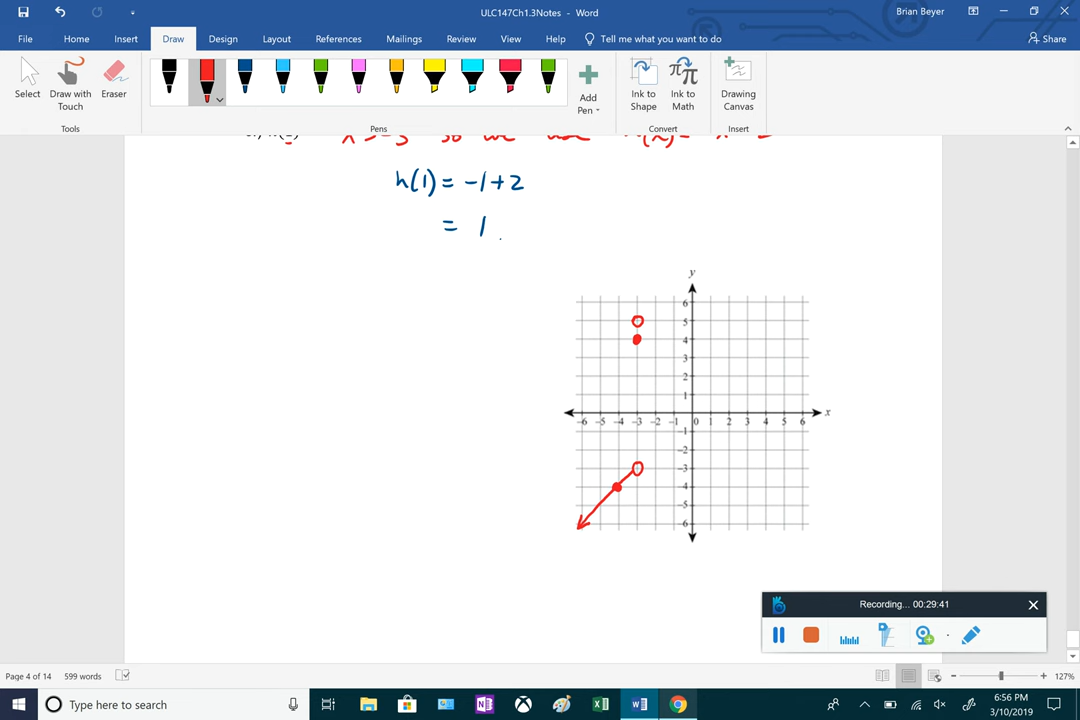 ULC147Ch1.3Notes - Word
Brian Beyer
File Home Insert Draw Design Layout References Mailings Review View Help Tell me what you want to do Share
Select Draw with Touch Eraser Add Pen Ink to Shape Ink to Math Drawing Canvas
Tools Pens Convert Insert
h(1) = -1+2
= 1
y
6
5
4
3
2
1
-6 -5 -4 -3 -2 -1 0 1 2 3 4 5 6 x
-1
-2
-3
-4
-5
-6
Recording... 00:29:41
Page 4 of 14 599 words 127%
Type here to search
6:56 PM
3/10/2019